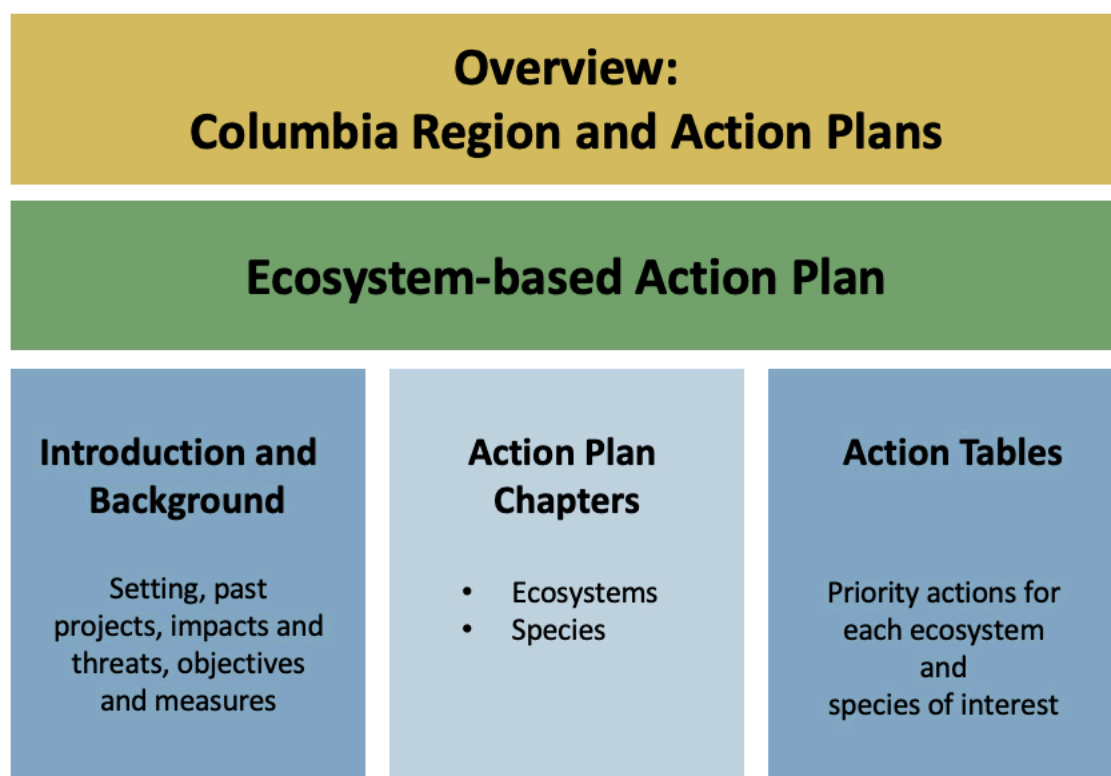 Overview:
Columbia Region and Action Plans
Ecosystem-based Action Plan
Introduction and
Background
Setting, past
projects, impacts and
threats, objectives
and measures
Action Plan
Chapters
• Ecosystems
• Species
Action Tables
Priority actions for
each ecosystem
and
species of interest